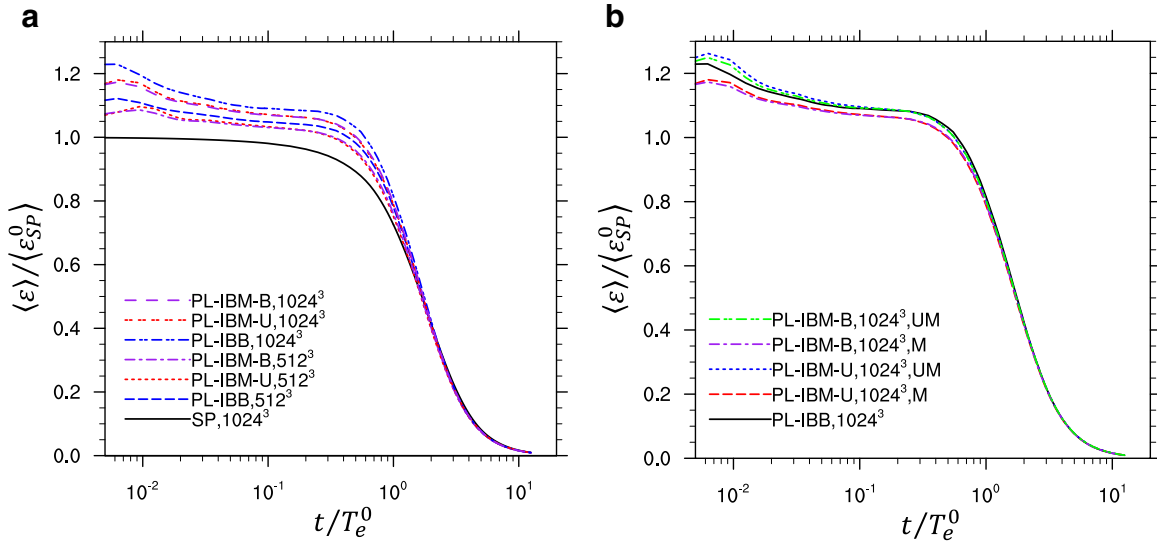 a
⟨ε⟩/⟨ε⁰_SP⟩
1.2
1.0
0.8
0.6
0.4
0.2
0.0
PL-IBM-B,1024³
PL-IBM-U,1024³
PL-IBB,1024³
PL-IBM-B,512³
PL-IBM-U,512³
PL-IBB,512³
SP,1024³
10⁻² 10⁻¹ 10⁰ 10¹
t/T⁰_e
b
⟨ε⟩/⟨ε⁰_SP⟩
1.2
1.0
0.8
0.6
0.4
0.2
0.0
PL-IBM-B,1024³,UM
PL-IBM-B,1024³,M
PL-IBM-U,1024³,UM
PL-IBM-U,1024³,M
PL-IBB,1024³
10⁻² 10⁻¹ 10⁰ 10¹
t/T⁰_e